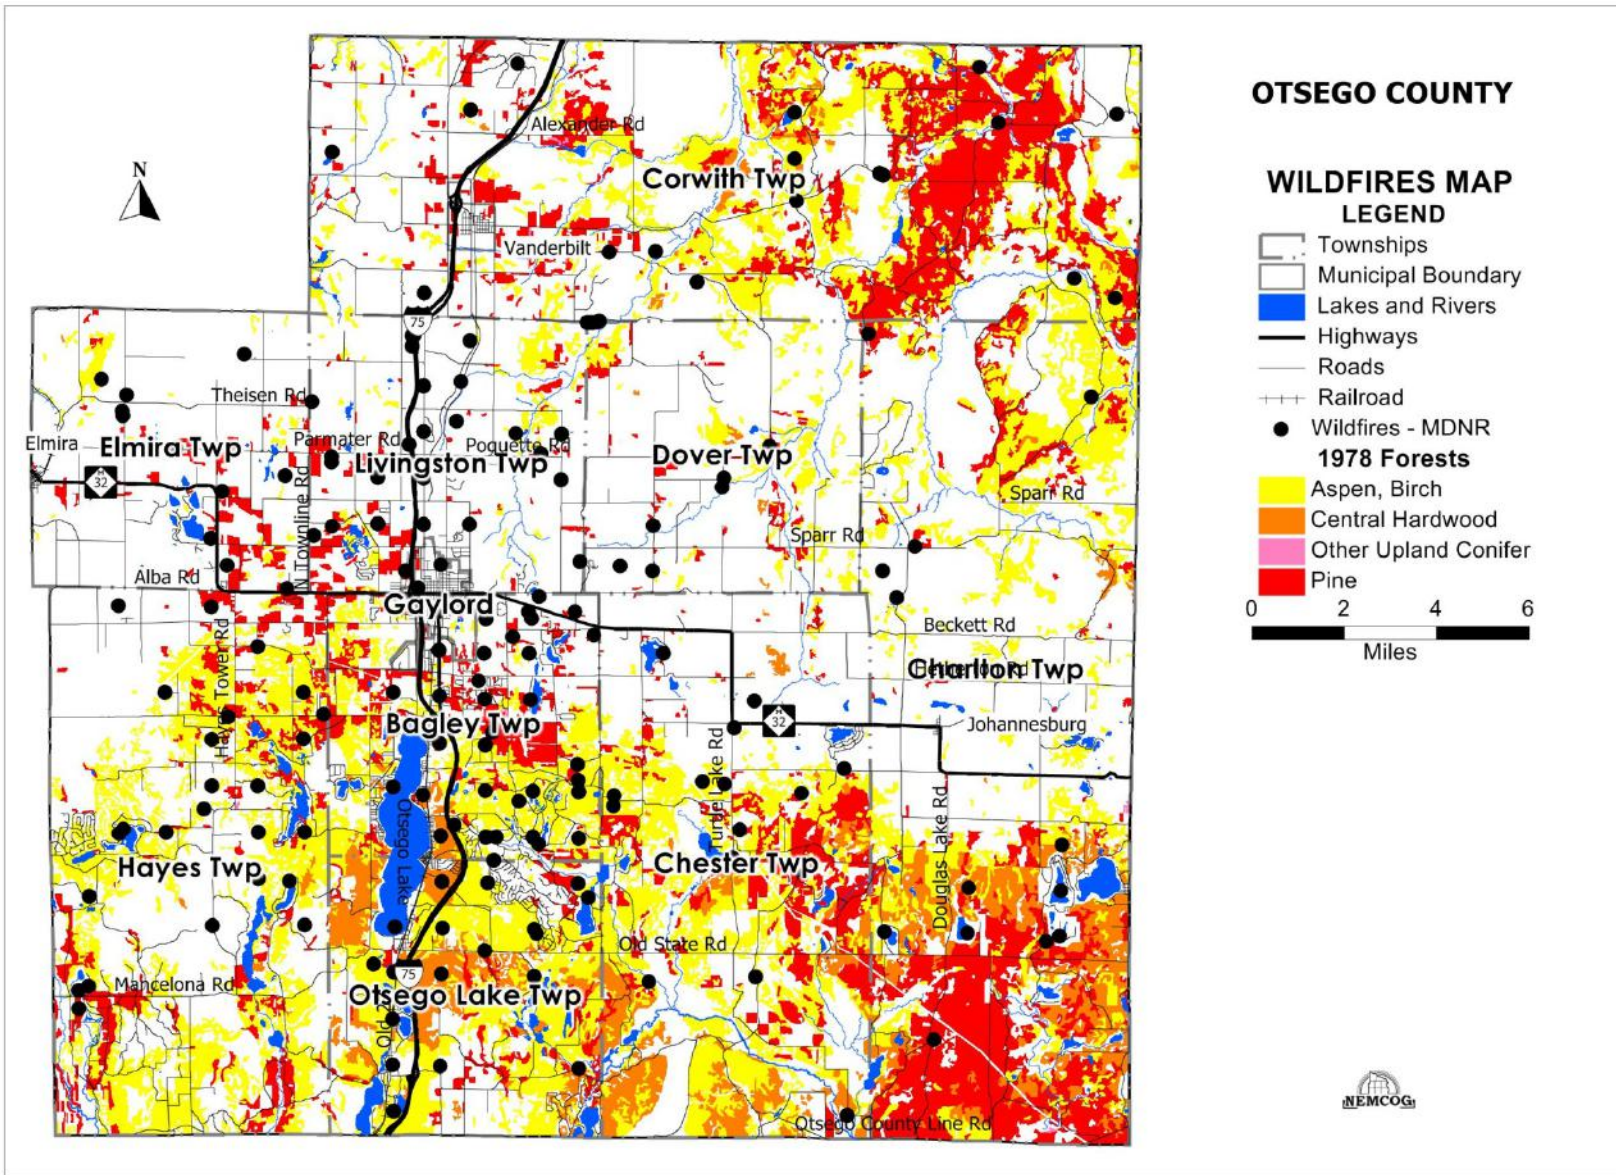 OTSEGO COUNTY
WILDFIRES MAP
LEGEND
Townships
Municipal Boundary
Lakes and Rivers
Highways
Roads
Railroad
Wildfires - MDNR
1978 Forests
Aspen, Birch
Central Hardwood
Other Upland Conifer
Pine
0 2 4 6
Miles
NEMCOG
N
Alexander Rd
Corwith Twp
Vanderbilt
75
Theisen Rd
Elmira
Elmira Twp
Parmater Rd
Poquette Rd
Livingston Twp
Dover Twp
M
32
N Townline Rd
Sparr Rd
Sparr Rd
Alba Rd
Gaylord
Beckett Rd
Hayes Tower Rd
Charlton Twp
Bagley Twp
M
32
Johannesburg
Turtle Lake Rd
Otsego Lake
Douglas Lake Rd
Hayes Twp
Chester Twp
Old State Rd
75
Mancelona Rd
Otsego Lake Twp
Otsego County Line Rd